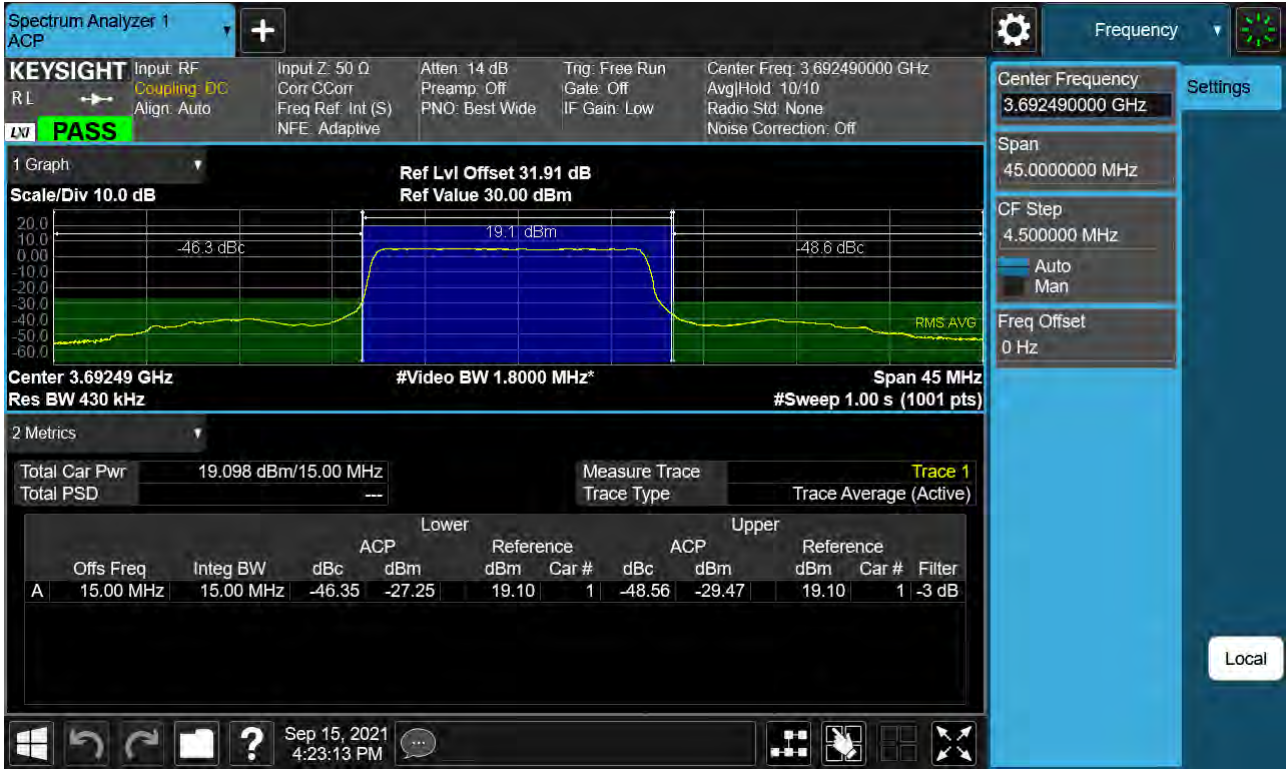 Spectrum Analyzer 1
ACP
+
Frequency
KEYSIGHT
R L
LXI
PASS
Input: RF
Coupling: DC
Align: Auto
Input Z: 50 Ω
Corr CCorr
Freq Ref: Int (S)
NFE: Adaptive
Atten: 14 dB
Preamp: Off
PNO: Best Wide
Trig: Free Run
Gate: Off
IF Gain: Low
Center Freq: 3.692490000 GHz
Avg|Hold: 10/10
Radio Std: None
Noise Correction: Off
1 Graph
Scale/Div 10.0 dB
Ref Lvl Offset 31.91 dB
Ref Value 30.00 dBm
20.0
10.0
0.00
-10.0
-20.0
-30.0
-40.0
-50.0
-60.0
-46.3 dBc
19.1 dBm
-48.6 dBc
RMS AVG
Center 3.69249 GHz #Video BW 1.8000 MHz* Span 45 MHz
Res BW 430 kHz #Sweep 1.00 s (1001 pts)
2 Metrics
Total Car Pwr 19.098 dBm/15.00 MHz Measure Trace Trace 1
Total PSD --- Trace Type Trace Average (Active)
Lower Upper
ACP Reference ACP Reference
Offs Freq Integ BW dBc dBm dBm Car # dBc dBm dBm Car # Filter
A 15.00 MHz 15.00 MHz -46.35 -27.25 19.10 1 -48.56 -29.47 19.10 1 -3 dB
Center Frequency
3.692490000 GHz
Settings
Span
45.0000000 MHz
CF Step
4.500000 MHz
Auto
Man
Freq Offset
0 Hz
Local
?
Sep 15, 2021
4:23:13 PM